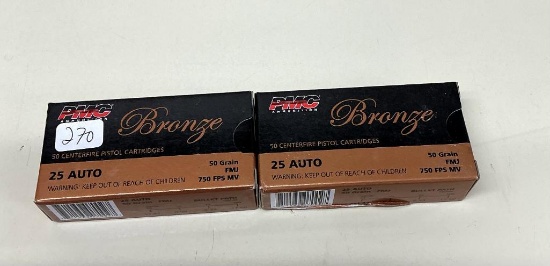 PMC Bronze
AMMUNITION
270
50 CENTERFIRE PISTOL CARTRIDGES
25 AUTO
50 Grain
FMJ
750 FPS MV
WARNING: KEEP OUT OF REACH OF CHILDREN
PMC Bronze
AMMUNITION
50 CENTERFIRE PISTOL CARTRIDGES
25 AUTO
50 Grain
FMJ
750 FPS MV
WARNING: KEEP OUT OF REACH OF CHILDREN